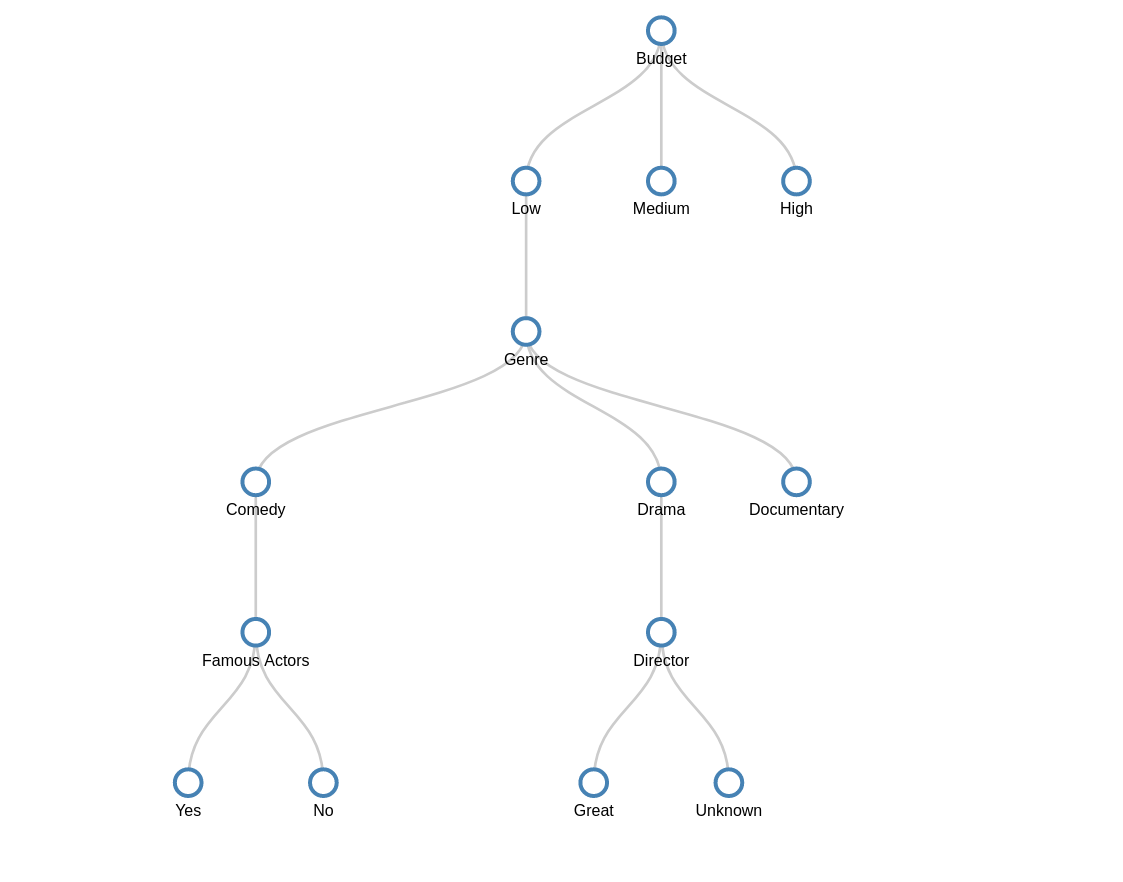 Budget
Low Medium High
Genre
Comedy Drama Documentary
Famous Actors Director
Yes No Great Unknown